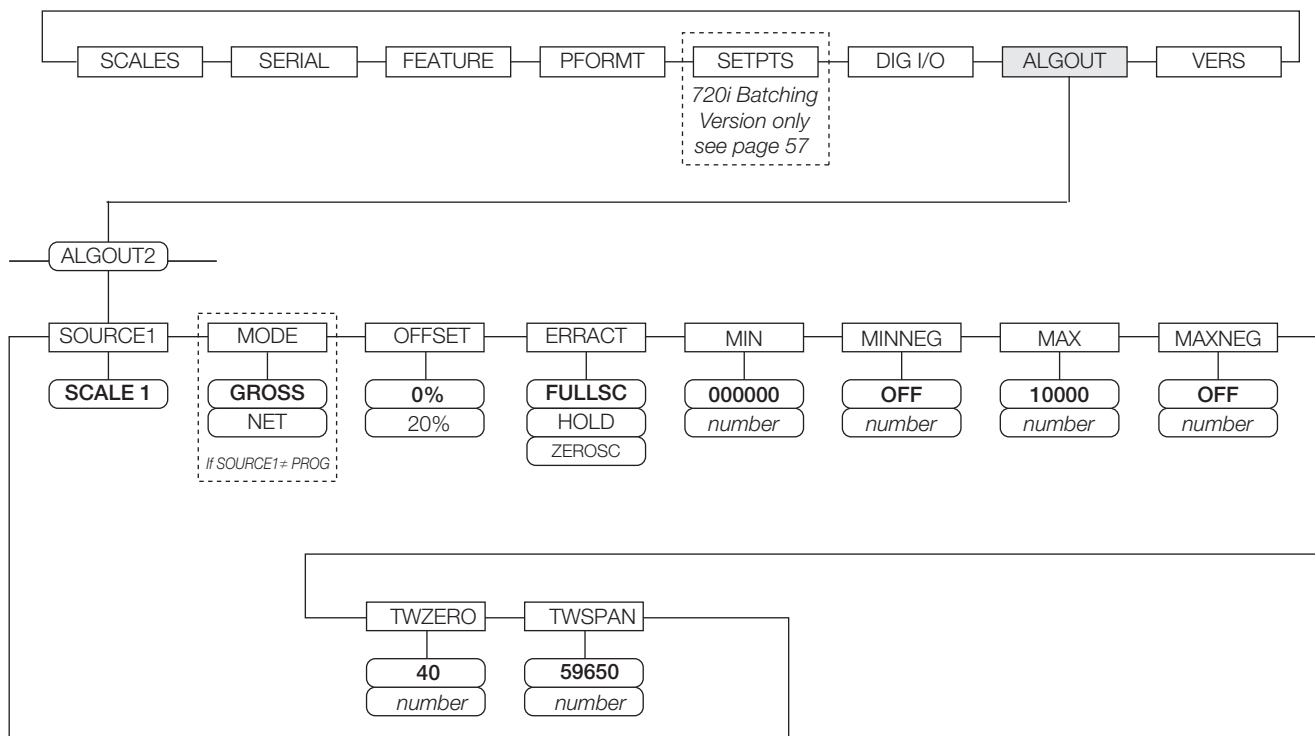 SCALES SERIAL FEATURE PFORMT SETPTS DIG I/O ALGOUT VERS
720i Batching
Version only
see page 57
ALGOUT2
SOURCE1 MODE OFFSET ERRACT MIN MINNEG MAX MAXNEG
SCALE 1 GROSS 0% FULLSC 000000 OFF 10000 OFF
NET 20% HOLD number number number number
If SOURCE1≠ PROG ZEROSC
TWZERO TWSPAN
40 59650
number number